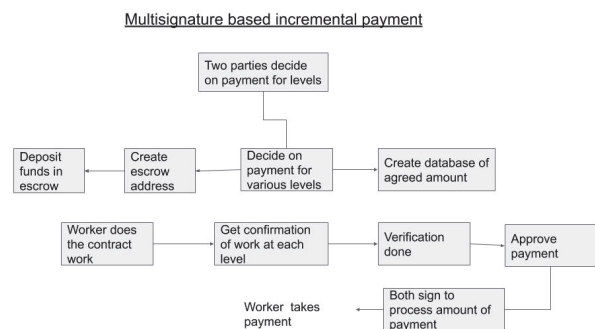 Multisignature based incremental payment
Two parties decide
on payment for levels
Deposit
funds in
escrow
Create
escrow
address
Decide on
payment for
various levels
Create database of
agreed amount
Worker does
the contract
work
Get confirmation
of work at each
level
Verification
done
Approve
payment
Worker takes
payment
Both sign to
process amount of
payment